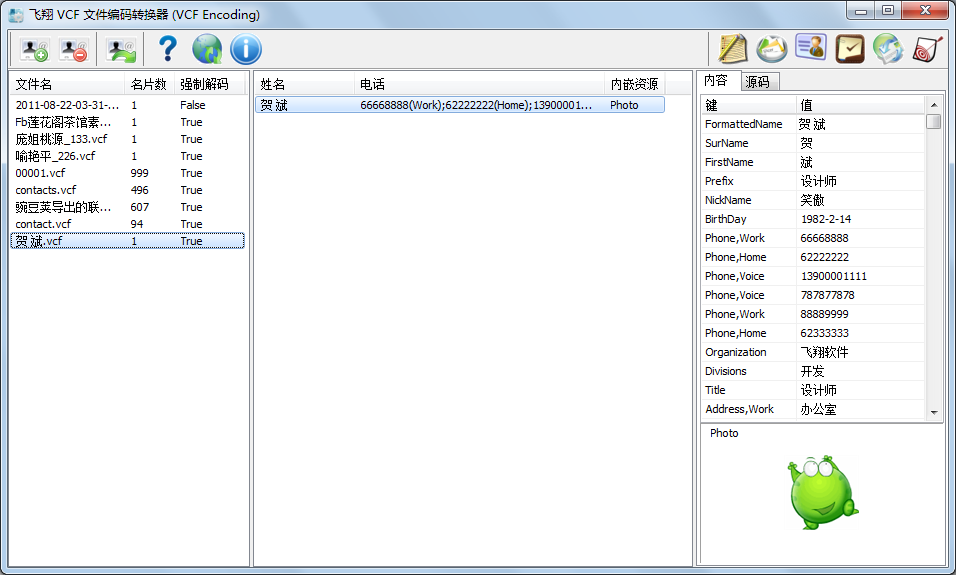 飞翔 VCF 文件编码转换器 (VCF Encoding)
文件名 名片数 强制解码
2011-08-22-03-31-... 1 False
Fb莲花阁茶馆素... 1 True
庞姐桃源_133.vcf 1 True
喻艳平_226.vcf 1 True
00001.vcf 999 True
contacts.vcf 496 True
豌豆荚导出的联... 607 True
contact.vcf 94 True
贺 斌.vcf 1 True
姓名 电话 内嵌资源
贺 斌 66668888(Work);62222222(Home);13900001... Photo
内容 源码
键 值
FormattedName 贺 斌
SurName 贺
FirstName 斌
Prefix 设计师
NickName 笑傲
BirthDay 1982-2-14
Phone,Work 66668888
Phone,Home 62222222
Phone,Voice 13900001111
Phone,Voice 787877878
Phone,Work 88889999
Phone,Home 62333333
Organization 飞翔软件
Divisions 开发
Title 设计师
Address,Work 办公室
Photo